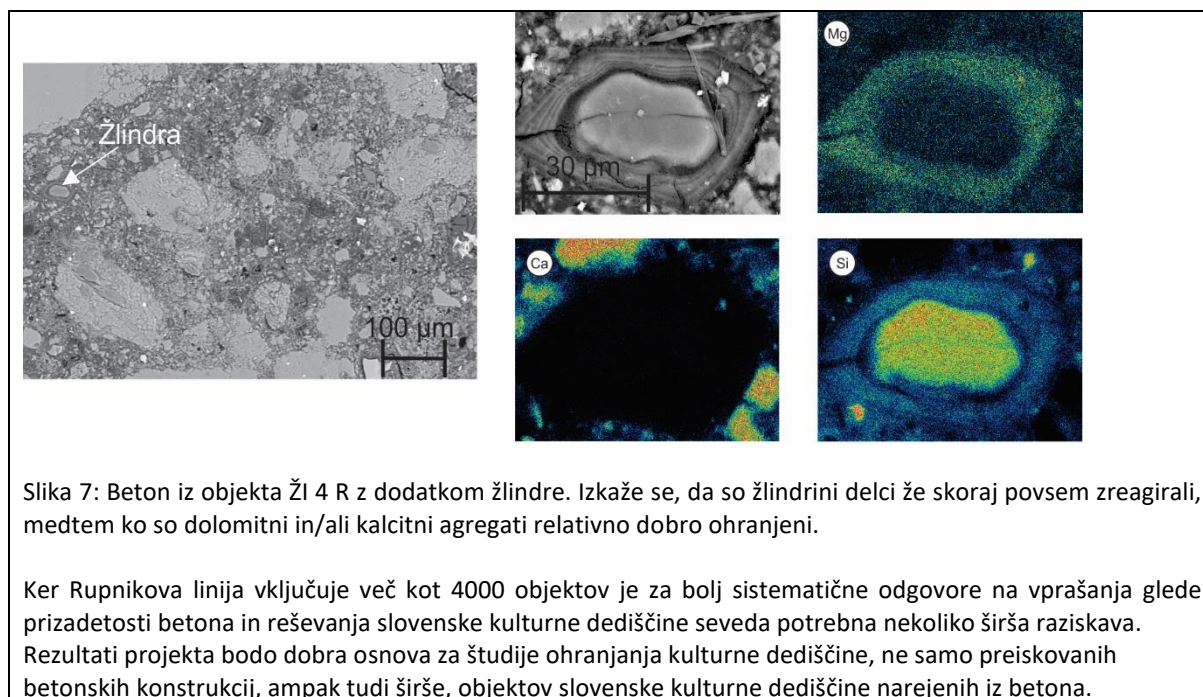 Žlindra
100 µm
30 µm
Mg
Ca
Si
Slika 7: Beton iz objekta ŽI 4 R z dodatkom žlindre. Izkaže se, da so žlindrini delci že skoraj povsem zreagirali,
medtem ko so dolomitni in/ali kalcitni agregati relativno dobro ohranjeni.
Ker Rupnikova linija vključuje več kot 4000 objektov je za bolj sistematične odgovore na vprašanja glede
prizadetosti betona in reševanja slovenske kulturne dediščine seveda potrebna nekoliko širša raziskava.
Rezultati projekta bodo dobra osnova za študije ohranjanja kulturne dediščine, ne samo preiskovanih
betonskih konstrukcij, ampak tudi širše, objektov slovenske kulturne dediščine narejenih iz betona.